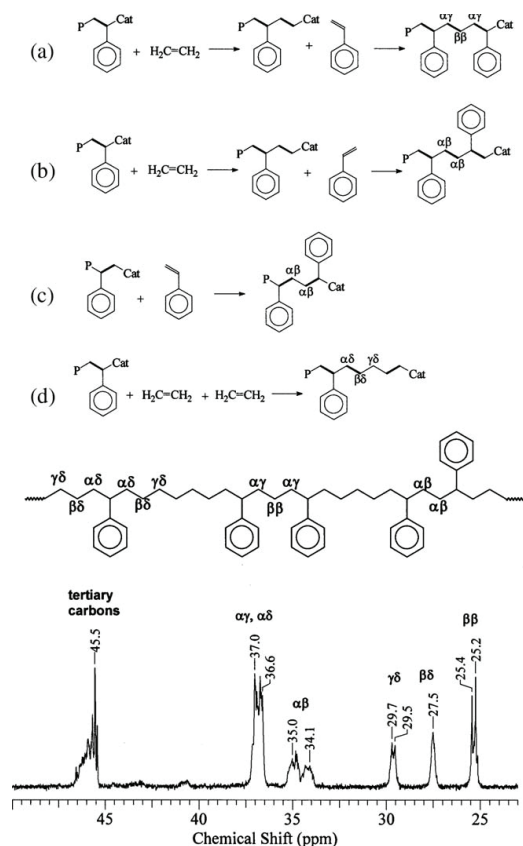 P Cat + H₂C=CH₂ P Cat + P αγ ββ αγ Cat
(a)
P Cat + H₂C=CH₂ P Cat + P αβ αβ Cat
(b)
P Cat + P αβ αβ Cat
(c)
P Cat + H₂C=CH₂ + H₂C=CH₂ P αδ βδ γδ Cat
(d)
γδ βδ αδ αδ βδ γδ αγ ββ αγ αβ αβ
tertiary
carbons
αγ, αδ
αβ
γδ
βδ
ββ
45.5
37.0
36.6
35.0
34.1
29.7
29.5
27.5
25.4
25.2
45 40 35 30 25
Chemical Shift (ppm)